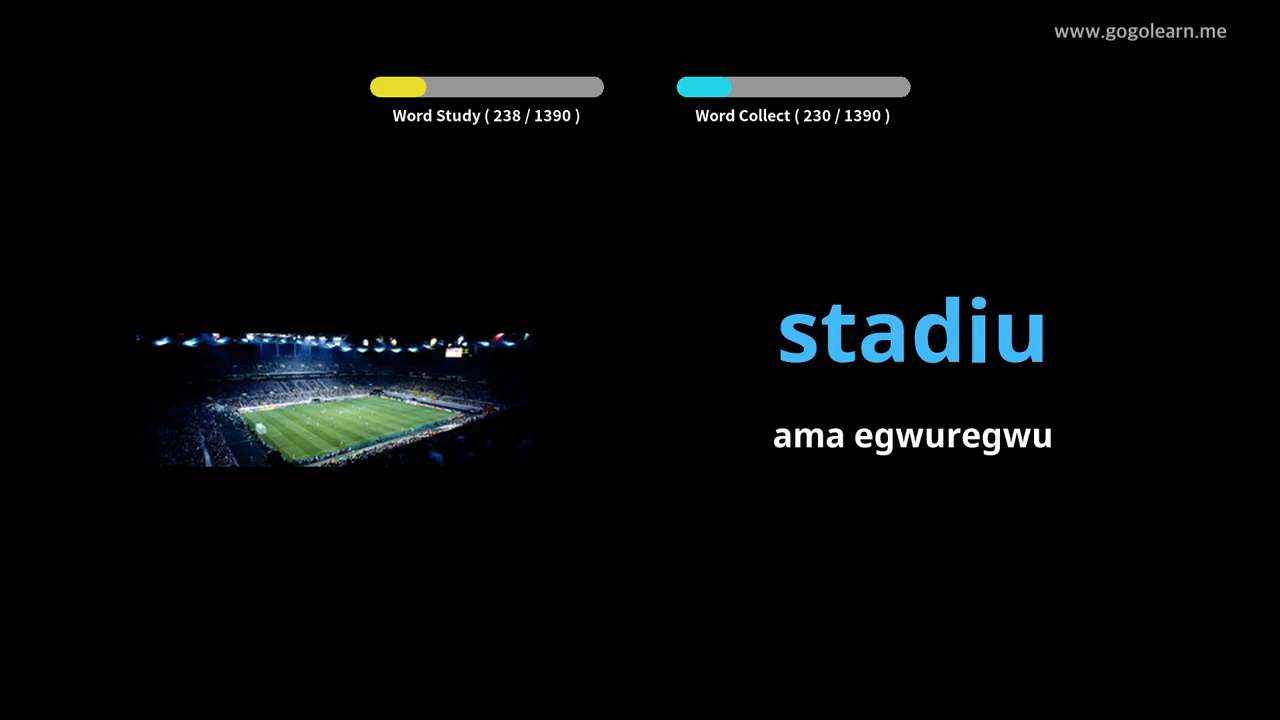 www.gogolearn.me
Word Study ( 238 / 1390 )
Word Collect ( 230 / 1390 )
stadiu
ama egwuregwu